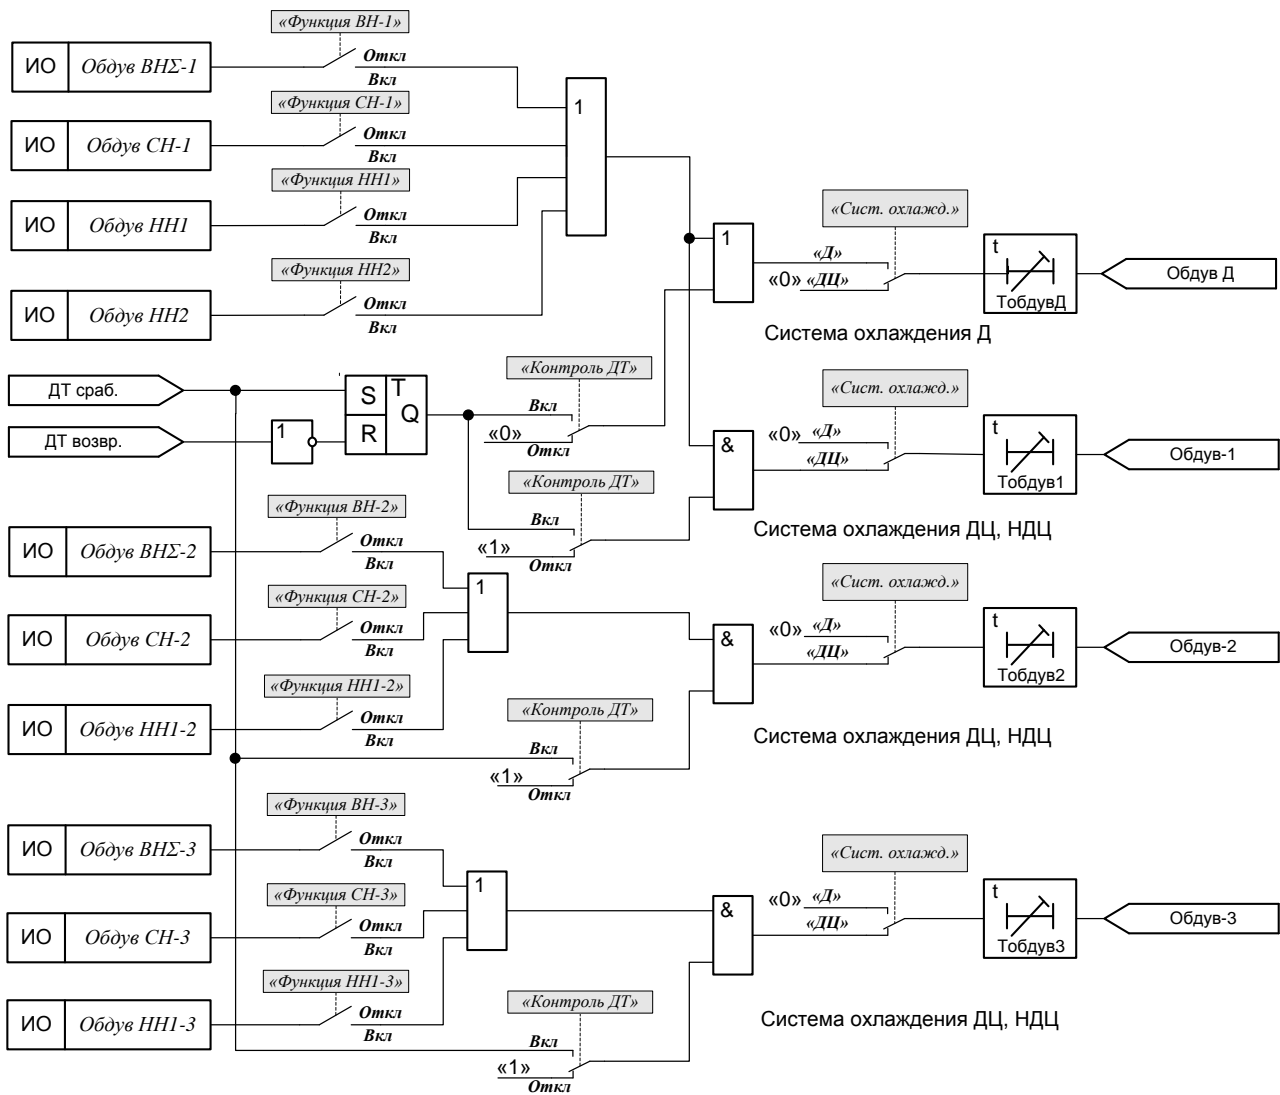 «Функция ВН-1»
ИО Обдув ВНΣ-1
Откл
Вкл
«Функция СН-1»
1
ИО Обдув СН-1
Откл
Вкл
«Функция НН1»
ИО Обдув НН1
Откл
Вкл
«Сист. охлажд.»
1
«Функция НН2»
«Д»
«0» «ДЦ»
t
ТобдувД
Обдув Д
ИО Обдув НН2
Откл
Вкл
Система охлаждения Д
«Контроль ДТ»
ДТ сраб.
S T
Q
R
Вкл
«0»
Откл
«Сист. охлажд.»
ДТ возвр.
1
&
«0» «Д»
«ДЦ»
t
Тобдув1
Обдув-1
«Контроль ДТ»
Вкл
«1»
Откл
Система охлаждения ДЦ, НДЦ
«Функция ВН-2»
ИО Обдув ВНΣ-2
Откл
Вкл
1
«Функция СН-2»
ИО Обдув СН-2
Откл
Вкл
«Сист. охлажд.»
&
«0» «Д»
«ДЦ»
t
Тобдув2
Обдув-2
«Функция НН1-2»
ИО Обдув НН1-2
Откл
Вкл
«Контроль ДТ»
Вкл
«1»
Откл
Система охлаждения ДЦ, НДЦ
«Функция ВН-3»
ИО Обдув ВНΣ-3
Откл
Вкл
1
«Сист. охлажд.»
«Функция СН-3»
ИО Обдув СН-3
Откл
Вкл
&
«0» «Д»
«ДЦ»
t
Тобдув3
Обдув-3
«Функция НН1-3»
ИО Обдув НН1-3
Откл
Вкл
«Контроль ДТ»
Вкл
«1»
Откл
Система охлаждения ДЦ, НДЦ